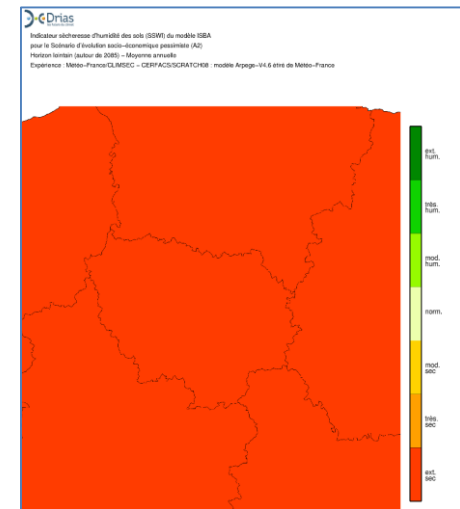 Drias
Indicateur sécheresse d'humidité des sols (SSWI) du modèle ISBA
pour le Scénario d'évolution socio-économique pessimiste (A2)
Horizon lointain (autour de 2085) – Moyenne annuelle
Expérience : Météo-France/CLIMSEC – CERFACS/SCRATCH08 : modèle Arpege-V4.6 étiré de Météo-France
ext.
hum.
très.
hum.
mod.
hum.
norm.
mod.
sec
très.
sec
ext.
sec